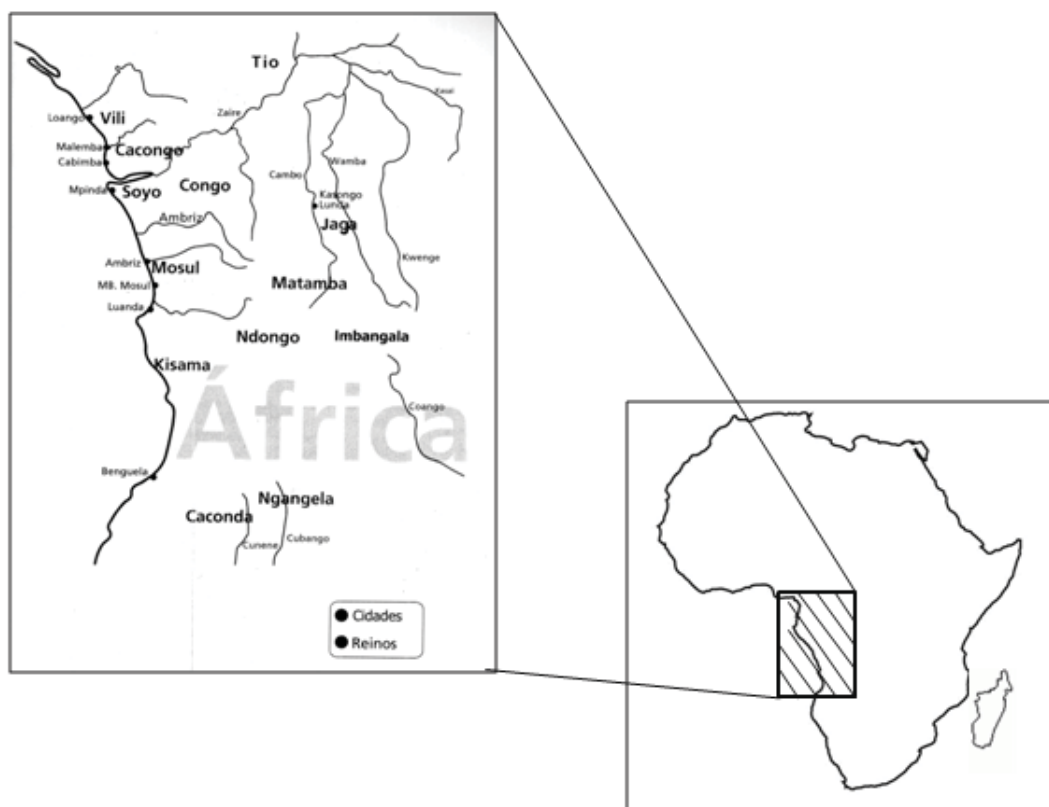 Tio
Kasai
Zaire
Loango
Vili
Malemba
Cacongo
Cabimba
Wamba
Cambo
Mpinda
Soyo
Congo
Kasongo
Lunda
Ambriz
Jaga
Ambriz
Mosul
Kwenge
MB. Mosul
Matamba
Luanda
Ndongo
Imbangala
Kisama
África
Coango
Benguela
Ngangela
Caconda
Cunene
Cubango
Cidades
Reinos